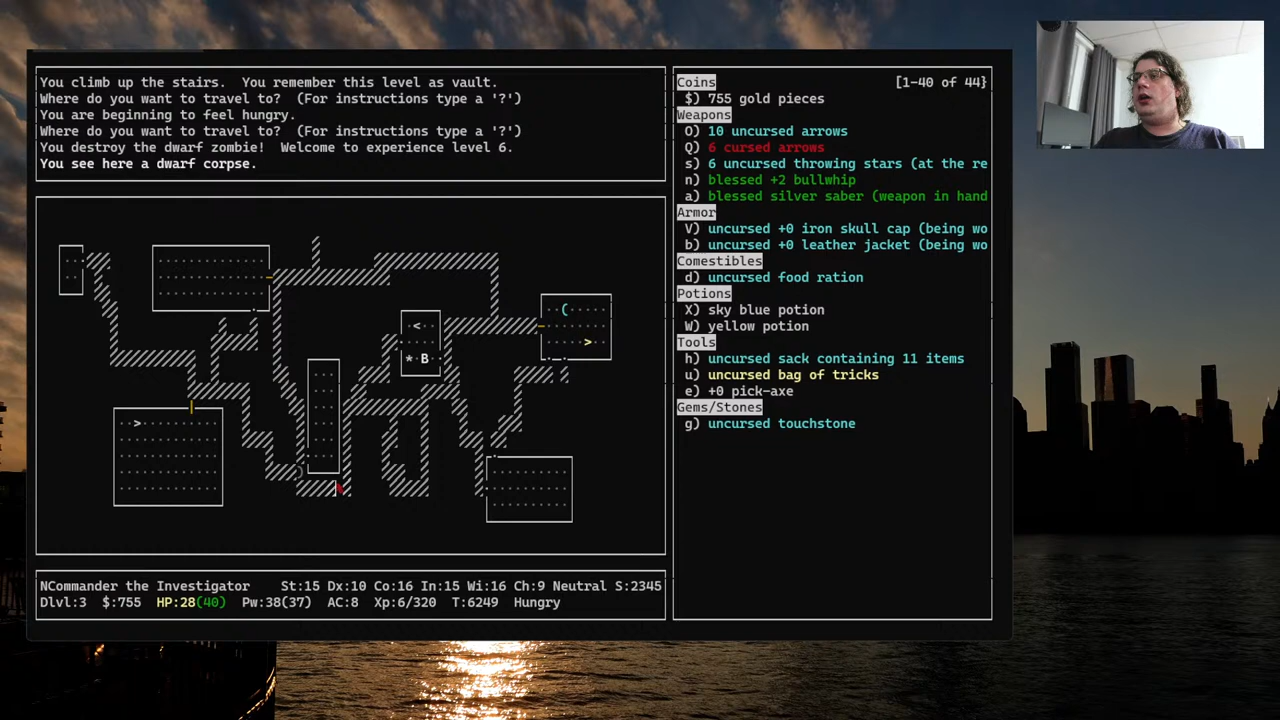 You climb up the stairs.  You remember this level as vault.
Where do you want to travel to?  (For instructions type a '?')
You are beginning to feel hungry.
Where do you want to travel to?  (For instructions type a '?')
You destroy the dwarf zombie!  Welcome to experience level 6.
You see here a dwarf corpse.
Coins [1-40 of 44}
$) 755 gold pieces
Weapons
O) 10 uncursed arrows
Q) 6 cursed arrows
s) 6 uncursed throwing stars (at the re
n) blessed +2 bullwhip
a) blessed silver saber (weapon in hand
Armor
V) uncursed +0 iron skull cap (being wo
b) uncursed +0 leather jacket (being wo
Comestibles
d) uncursed food ration
Potions
X) sky blue potion
W) yellow potion
Tools
h) uncursed sack containing 11 items
u) uncursed bag of tricks
e) +0 pick-axe
Gems/Stones
g) uncursed touchstone
NCommander the Investigator St:15 Dx:10 Co:16 In:15 Wi:16 Ch:9 Neutral S:2345
Dlvl:3 $:755 HP:28(40) Pw:38(37) AC:8 Xp:6/320 T:6249 Hungry